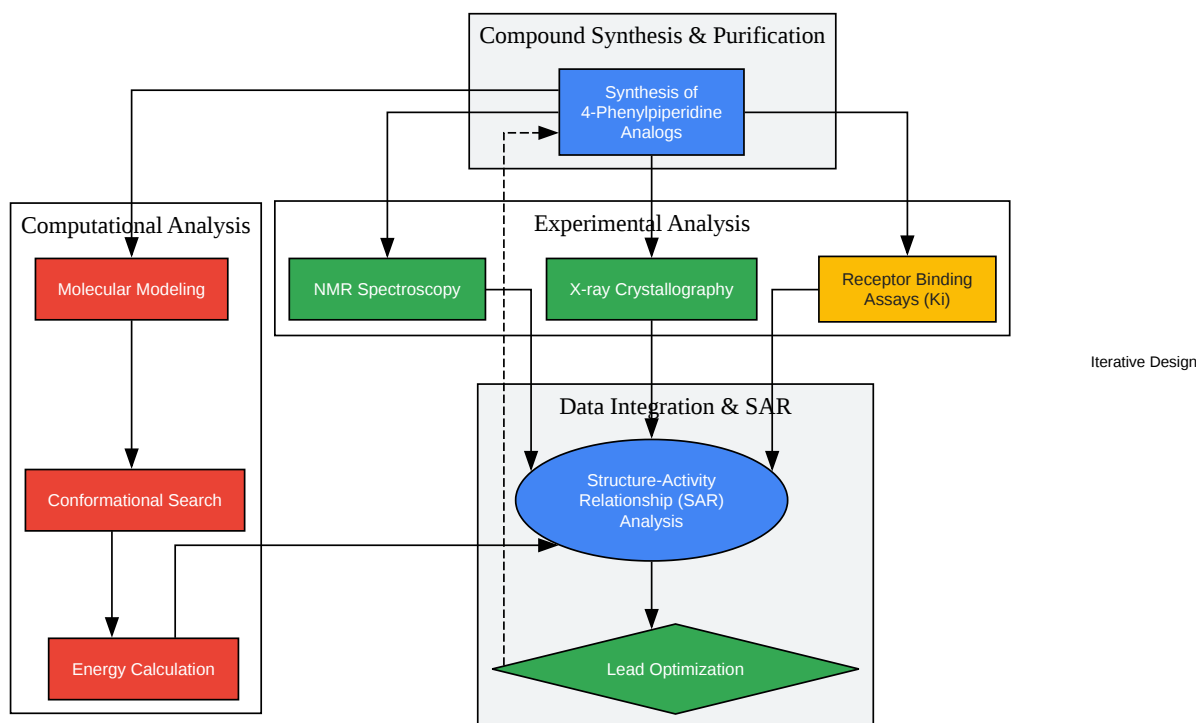 Compound Synthesis & Purification
Synthesis of
4-Phenylpiperidine
Analogs
Computational Analysis
Experimental Analysis
Molecular Modeling
NMR Spectroscopy
X-ray Crystallography
Receptor Binding
Assays (Ki)
Iterative Design
Data Integration & SAR
Conformational Search
Structure-Activity
Relationship (SAR)
Analysis
Energy Calculation
Lead Optimization